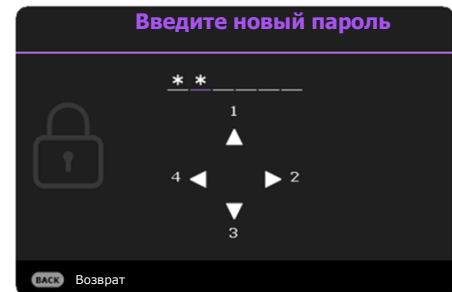 Введите новый пароль
* * _ _ _ _
1
4 2
3
BACK Возврат